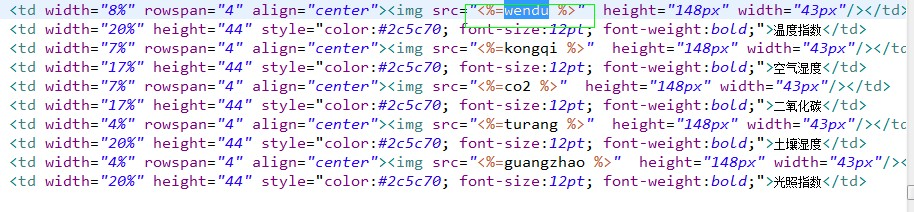 <td width="8%" rowspan="4" align="center"><img src="<%=wendu %>"  height="148px" width="43px"/></td>
<td width="20%" height="44" style="color:#2c5c70; font-size:12pt; font-weight:bold;">温度指数</td>
<td width="7%" rowspan="4" align="center"><img src="<%=kongqi %>"  height="148px" width="43px"/></t
<td width="17%" height="44" style="color:#2c5c70; font-size:12pt; font-weight:bold;">空气湿度</td>
<td width="7%" rowspan="4" align="center"><img src="<%=co2 %>"  height="148px" width="43px"/></td>
<td width="17%" height="44" style="color:#2c5c70; font-size:12pt; font-weight:bold;">二氧化碳</td>
<td width="4%" rowspan="4" align="center"><img src="<%=turang %>"  height="148px" width="43px"/></t
<td width="20%" height="44" style="color:#2c5c70; font-size:12pt; font-weight:bold;">土壤湿度</td>
<td width="4%" rowspan="4" align="center"><img src="<%=guangzhao %>"  height="148px" width="43px"/><
<td width="20%" height="44" style="color:#2c5c70; font-size:12pt; font-weight:bold;">光照指数</td>